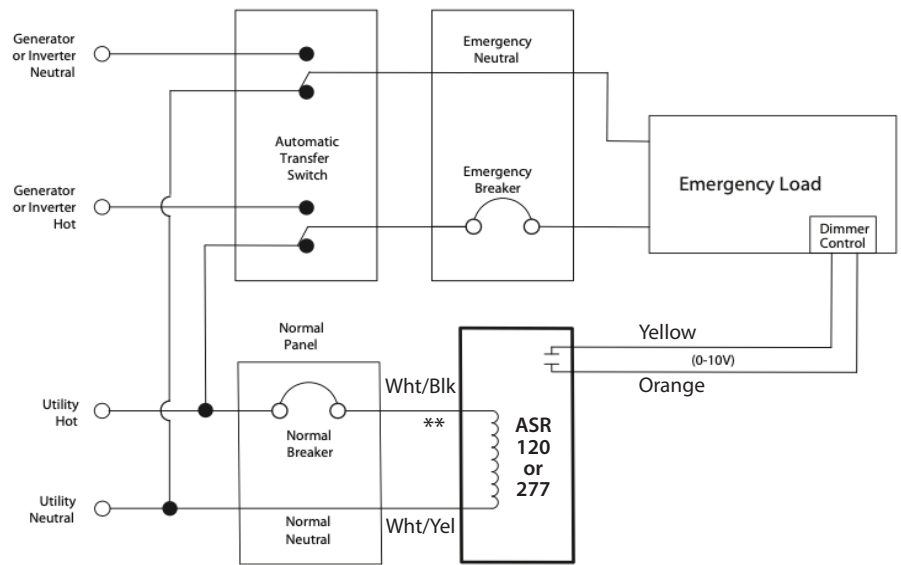 Generator
or Inverter
Neutral
Emergency
Neutral
Automatic
Transfer
Switch
Generator
or Inverter
Hot
Emergency
Breaker
Emergency Load
Dimmer
Control
Normal
Panel
Yellow
(0-10V)
Orange
Utility
Hot
Normal
Breaker
Wht/Blk
**
ASR
120
or
277
Utility
Neutral
Normal
Neutral
Wht/Yel